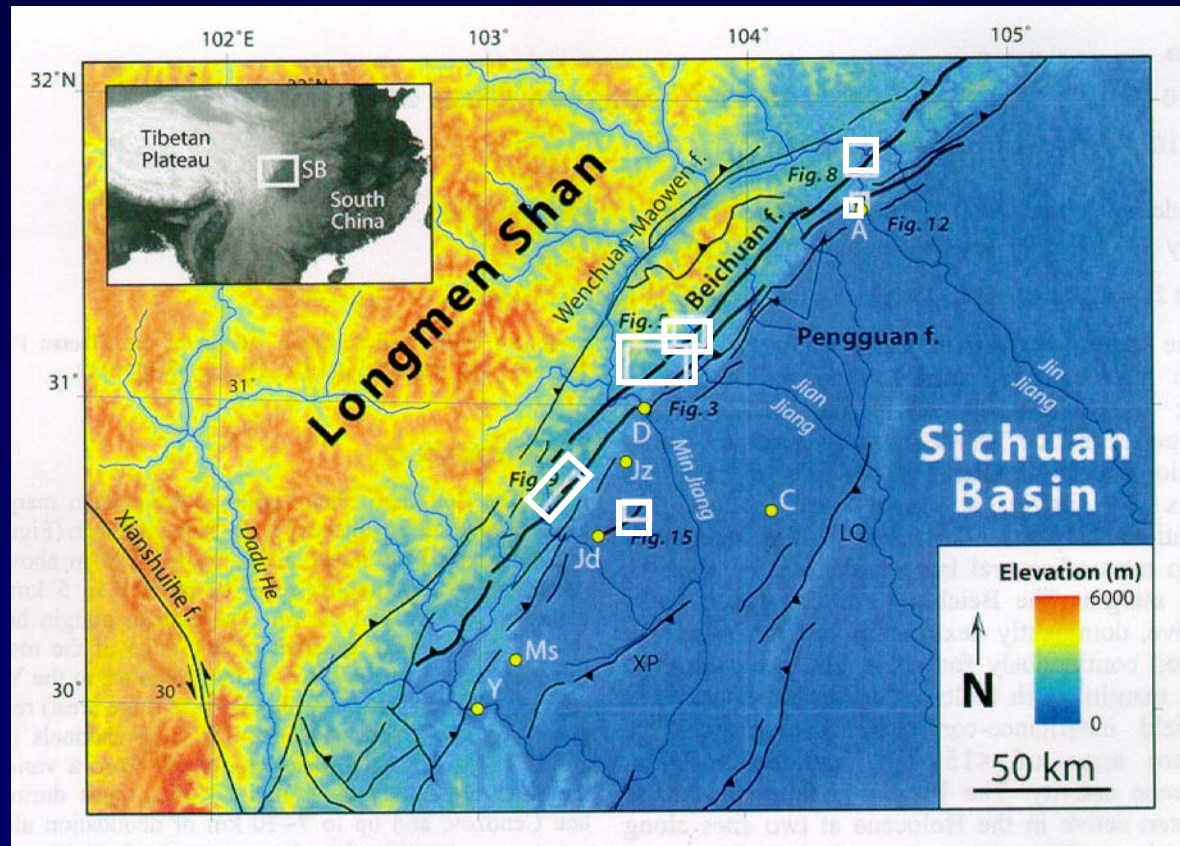 102°E
103°
104°
105°
32°N
Tibetan
Plateau
SB
South
China
Longmen Shan
Wenchuan-Maowen f.
Beichuan f.
Fig. 8
A
Fig. 12
Fig. 5
Pengguan f.
31°
31°
Fig. 3
Jian
Jiang
Jin
Jiang
D
Jz
Min Jiang
Sichuan
Basin
C
Fig. 9
Fig. 15
Jd
LQ
Xianshuihe f.
Dadu He
Elevation (m)
6000
0
N
50 km
30°
30°
Ms
Y
XP